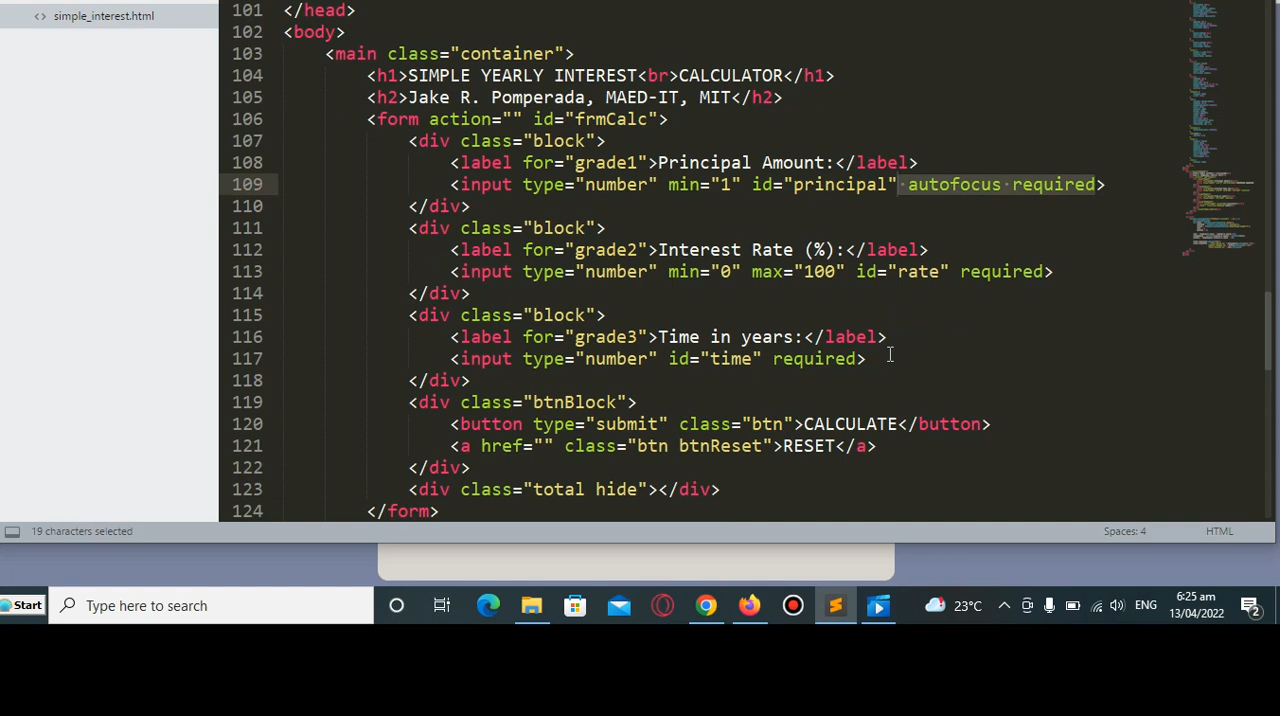 <> simple_interest.html
101 </head>
102 <body>
103 <main class="container">
104 <h1>SIMPLE YEARLY INTEREST<br>CALCULATOR</h1>
105 <h2>Jake R. Pomperada, MAED-IT, MIT</h2>
106 <form action="" id="frmCalc">
107 <div class="block">
108 <label for="grade1">Principal Amount:</label>
109 <input type="number" min="1" id="principal" autofocus required>
110 </div>
111 <div class="block">
112 <label for="grade2">Interest Rate (%):</label>
113 <input type="number" min="0" max="100" id="rate" required>
114 </div>
115 <div class="block">
116 <label for="grade3">Time in years:</label>
117 <input type="number" id="time" required>
118 </div>
119 <div class="btnBlock">
120 <button type="submit" class="btn">CALCULATE</button>
121 <a href="" class="btn btnReset">RESET</a>
122 </div>
123 <div class="total hide"></div>
124 </form>
19 characters selected
Spaces: 4
HTML
Start
Type here to search
23°C
ENG
6:25 am
13/04/2022
2